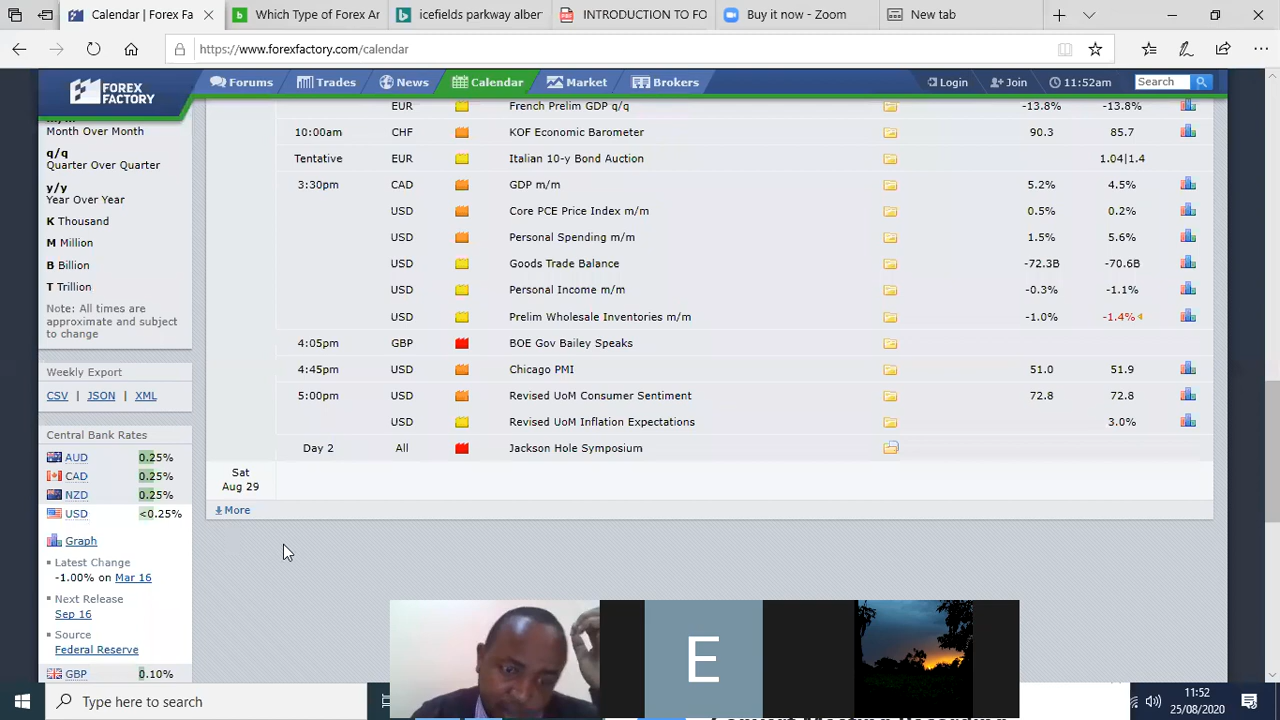 Calendar | Forex Fa
Which Type of Forex Ar
icefields parkway alber
INTRODUCTION TO FO
Buy it now - Zoom
New tab
https://www.forexfactory.com/calendar
FOREX FACTORY
Forums
Trades
News
Calendar
Market
Brokers
Login
Join
11:52am
Search
Month Over Month
q/q
Quarter Over Quarter
y/y
Year Over Year
K Thousand
M Million
B Billion
T Trillion
Note: All times are
approximate and subject
to change
Weekly Export
CSV | JSON | XML
Central Bank Rates
AUD 0.25%
CAD 0.25%
NZD 0.25%
USD <0.25%
Graph
Latest Change
-1.00% on Mar 16
Next Release
Sep 16
Source
Federal Reserve
GBP 0.10%
EUR French Prelim GDP q/q -13.8% -13.8%
10:00am CHF KOF Economic Barometer 90.3 85.7
Tentative EUR Italian 10-y Bond Auction 1.04|1.4
3:30pm CAD GDP m/m 5.2% 4.5%
USD Core PCE Price Index m/m 0.5% 0.2%
USD Personal Spending m/m 1.5% 5.6%
USD Goods Trade Balance -72.3B -70.6B
USD Personal Income m/m -0.3% -1.1%
USD Prelim Wholesale Inventories m/m -1.0% -1.4%
4:05pm GBP BOE Gov Bailey Speaks
4:45pm USD Chicago PMI 51.0 51.9
5:00pm USD Revised UoM Consumer Sentiment 72.8 72.8
USD Revised UoM Inflation Expectations 3.0%
Day 2 All Jackson Hole Symposium
Sat
Aug 29
More
E
Type here to search
11:52
25/08/2020